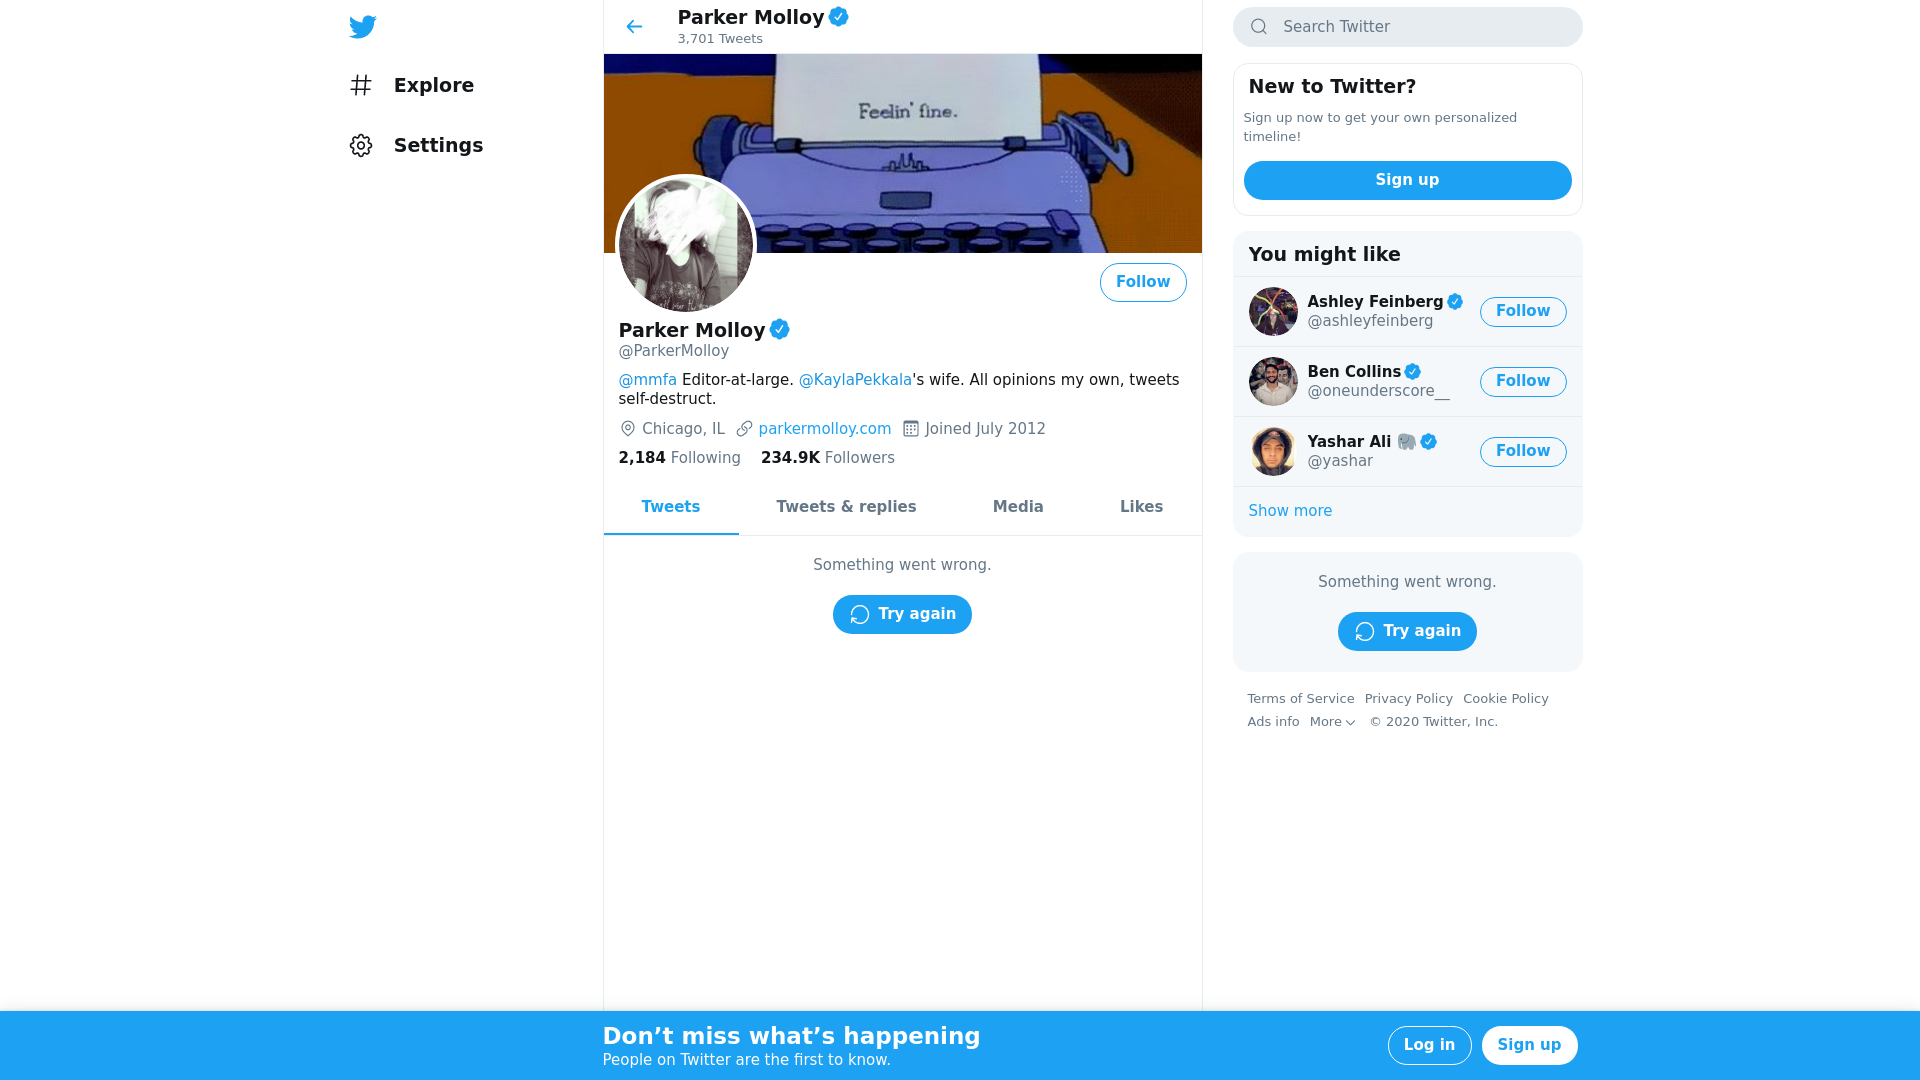 Explore
Settings
Parker Molloy
3,701 Tweets
Feelin' fine.
Follow
Parker Molloy
@ParkerMolloy
@mmfa Editor-at-large. @KaylaPekkala's wife. All opinions my own, tweets
self-destruct.
Chicago, IL parkermolloy.com Joined July 2012
2,184 Following 234.9K Followers
Tweets Tweets & replies Media Likes
Something went wrong.
Try again
Search Twitter
New to Twitter?
Sign up now to get your own personalized
timeline!
Sign up
You might like
Ashley Feinberg
@ashleyfeinberg
Follow
Ben Collins
@oneunderscore__
Follow
Yashar Ali 🐘
@yashar
Follow
Show more
Something went wrong.
Try again
Terms of Service Privacy Policy Cookie Policy
Ads info More © 2020 Twitter, Inc.
Don’t miss what’s happening
People on Twitter are the first to know.
Log in
Sign up